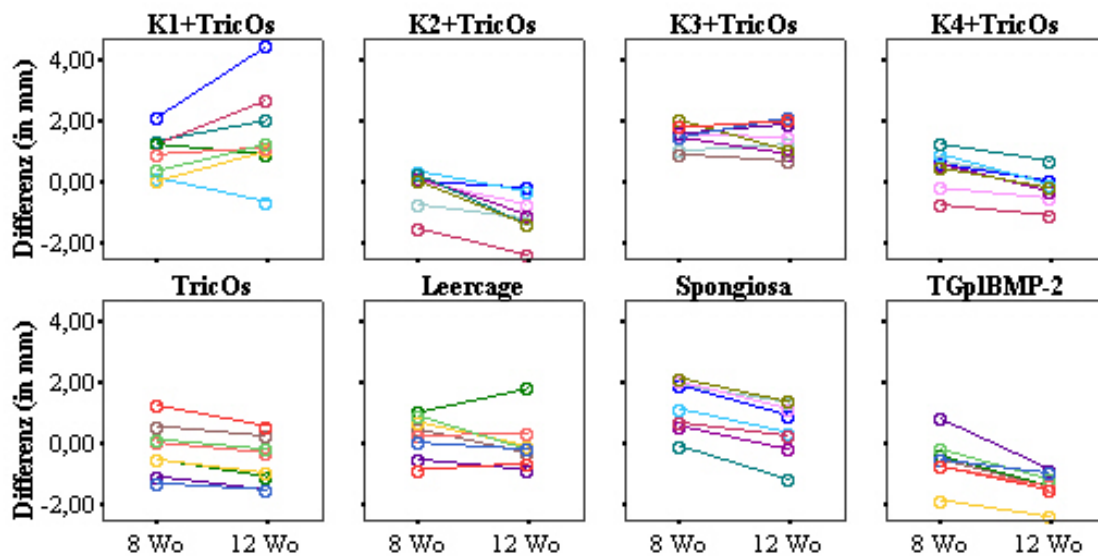 K1+TricOs K2+TricOs K3+TricOs K4+TricOs
Differenz (in mm)
4,00
2,00
0,00
-2,00
TricOs Leercage Spongiosa TGplBMP-2
Differenz (in mm)
4,00
2,00
0,00
-2,00
8 Wo 12 Wo 8 Wo 12 Wo 8 Wo 12 Wo 8 Wo 12 Wo